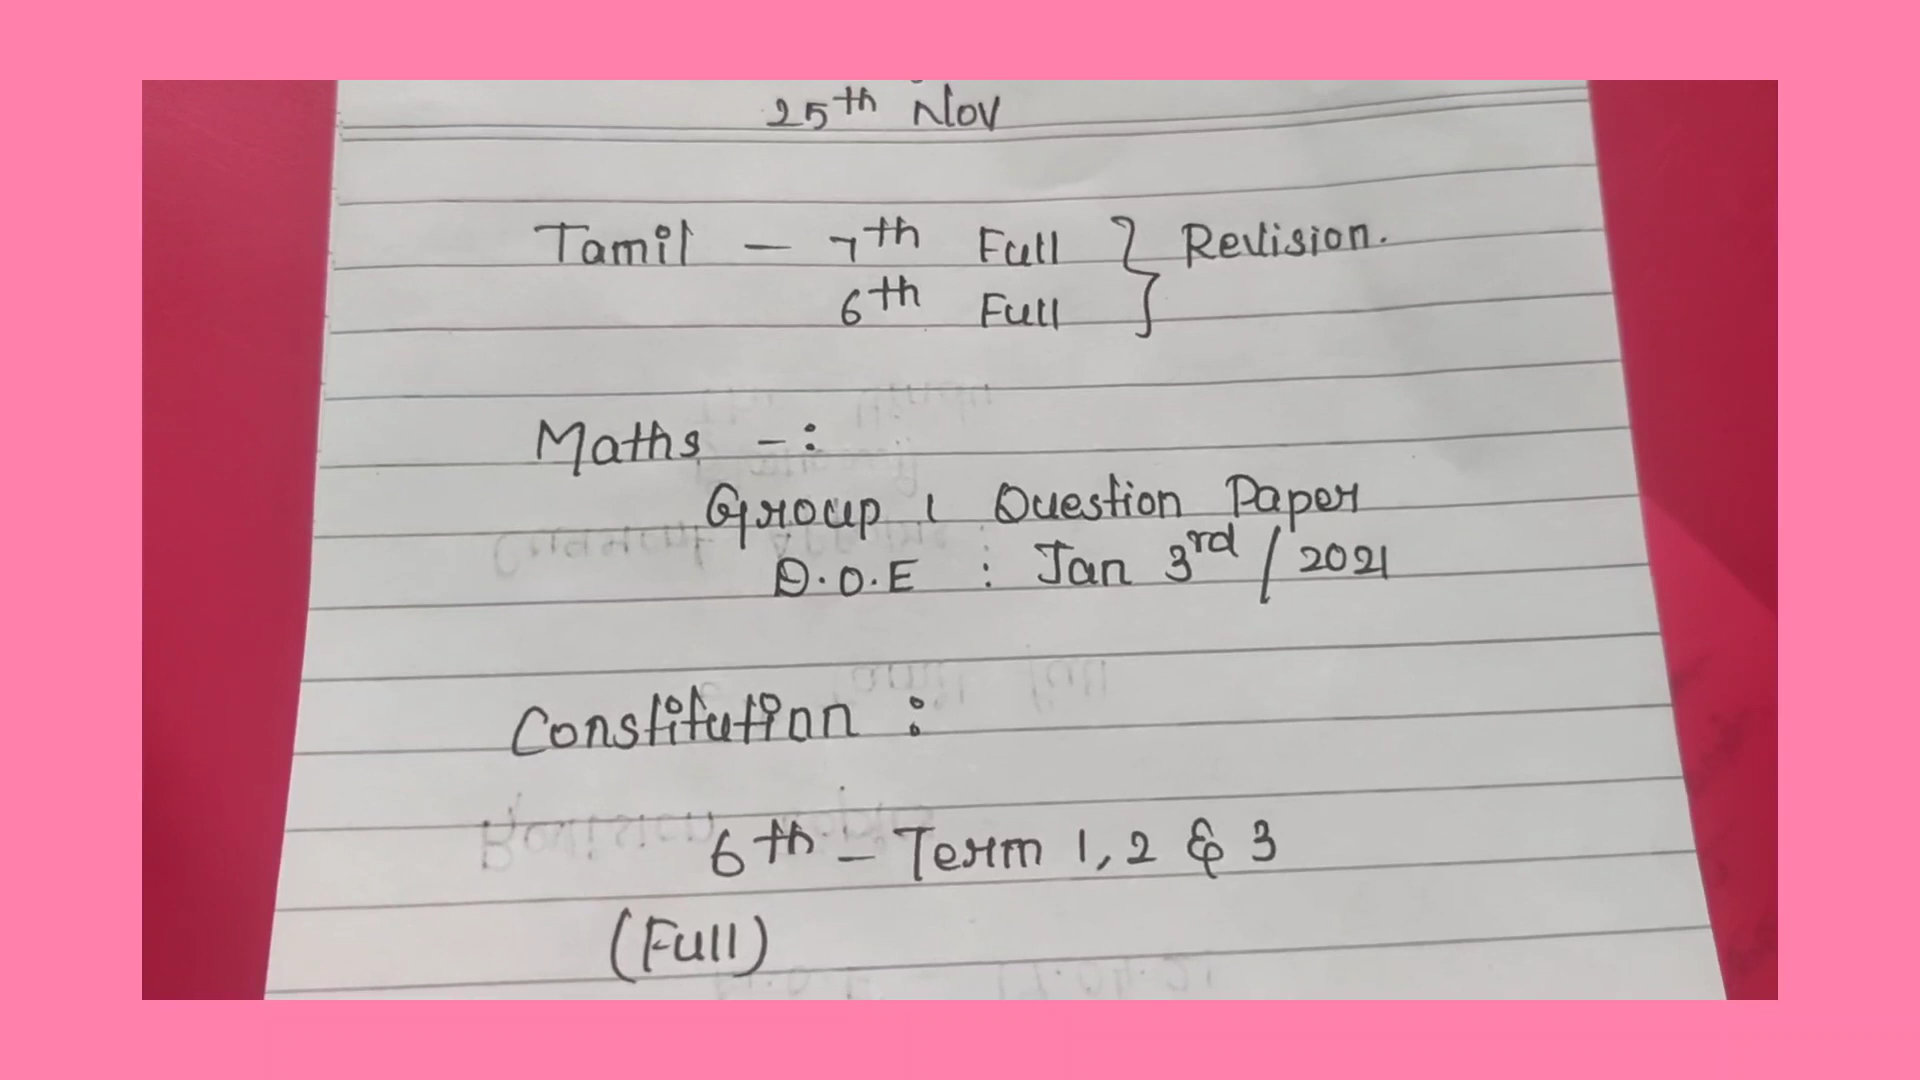 25th Nov
Tamil - 7th Full } Revision.
6th Full
Maths -:
Group 1 Question Paper
D.O.E : Jan 3rd / 2021
Constitution :
6th - Term 1, 2 & 3
(Full)